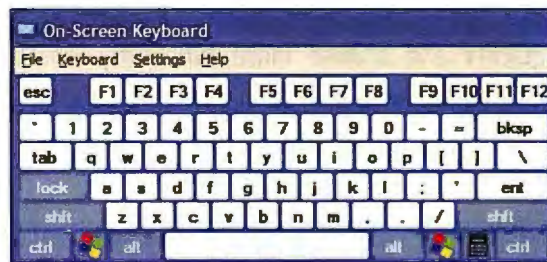 On-Screen Keyboard
File Keyboard Settings Help
esc F1 F2 F3 F4 F5 F6 F7 F8 F9 F10 F11 F12
` 1 2 3 4 5 6 7 8 9 0 - = bksp
tab q w e r t y u i o p [ ] \
lock a s d f g h j k l ; ' ent
shft z x c v b n m , . / shft
ctrl alt alt ctrl